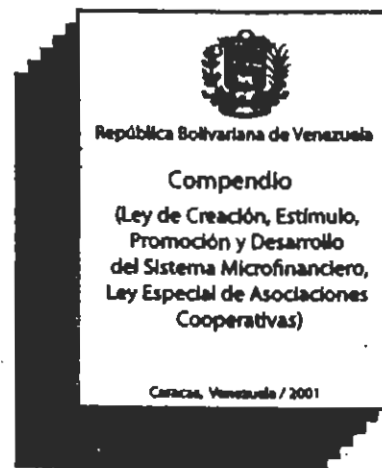 República Bolivariana de Venezuela
Compendio
(Ley de Creación, Estímulo,
Promoción y Desarrollo
del Sistema Microfinanciero,
Ley Especial de Asociaciones
Cooperativas)
Caracas, Venezuela / 2001